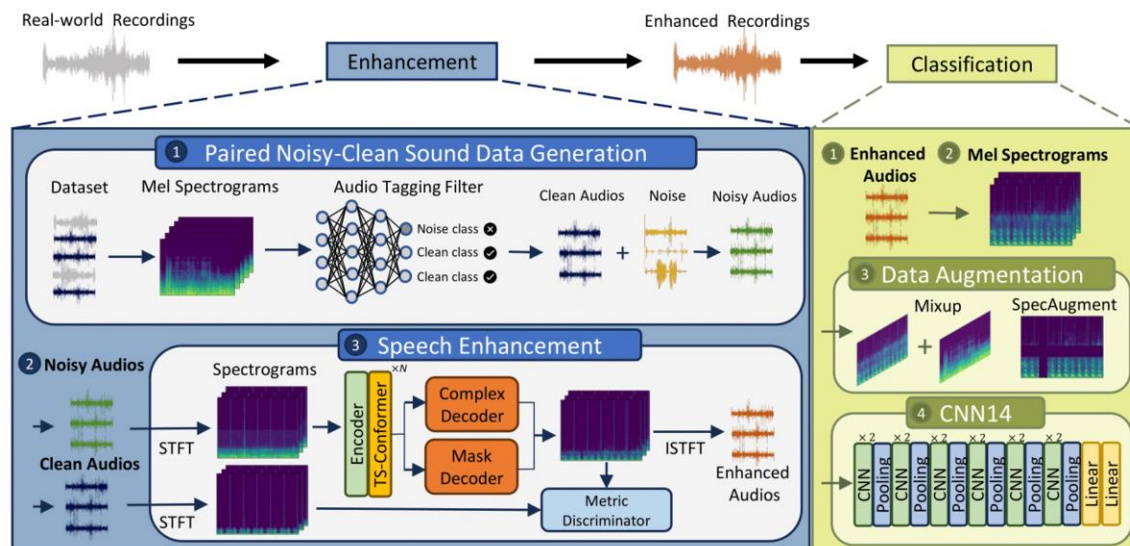 Real-world Recordings
Enhancement
Enhanced Recordings
Classification
1 Paired Noisy-Clean Sound Data Generation
Dataset
Mel Spectrograms
Audio Tagging Filter
Noise class
Clean class
Clean class
Clean Audios
+
Noise
Noisy Audios
2 Noisy Audios
Clean Audios
3 Speech Enhancement
STFT
STFT
Spectrograms
Encoder
TS-Conformer
×N
Complex
Decoder
Mask
Decoder
ISTFT
Enhanced
Audios
Metric
Discriminator
1 Enhanced
Audios
2 Mel Spectrograms
3 Data Augmentation
Mixup
+
SpecAugment
4 CNN14
×2 ×2 ×2 ×2 ×2 ×2
CNN
Pooling
CNN
Pooling
CNN
Pooling
CNN
Pooling
CNN
Pooling
CNN
Pooling
Linear
Linear